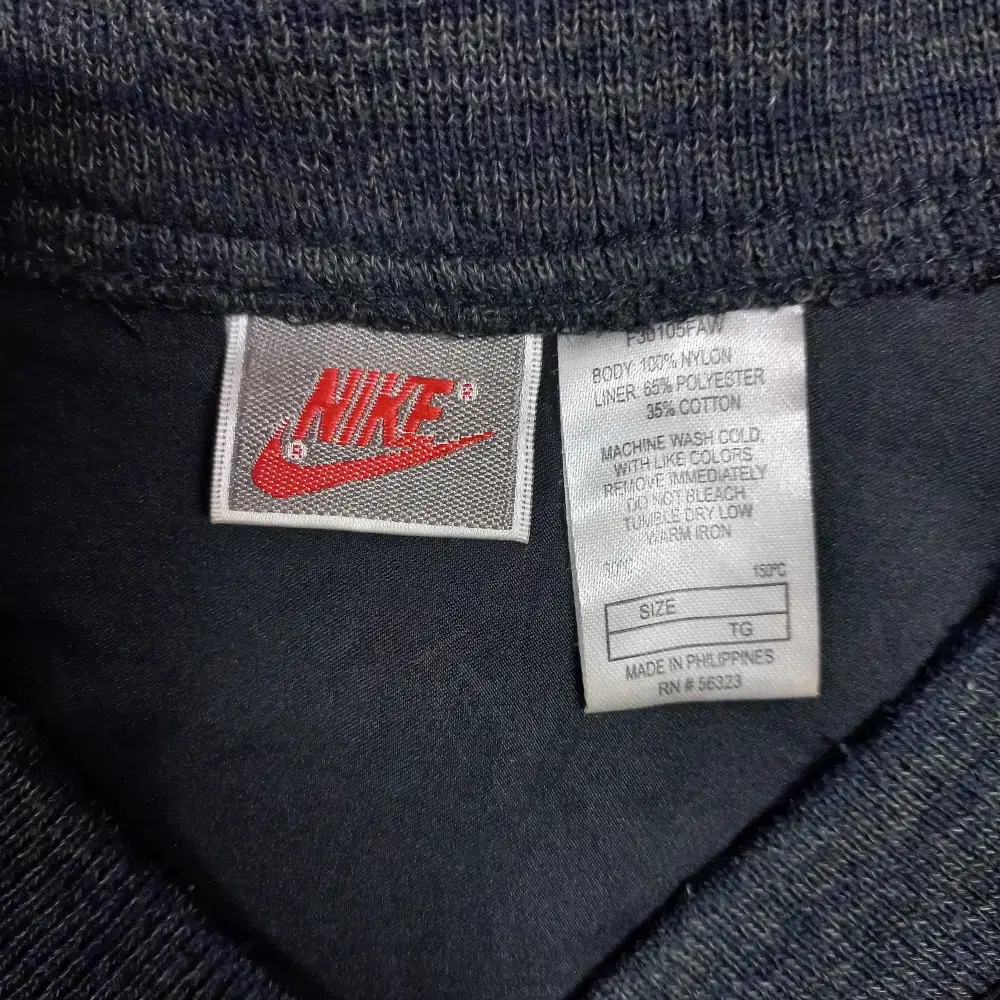 NIKE
F30105FAW
BODY 100% NYLON
LINER 65% POLYESTER
35% COTTON
MACHINE WASH COLD,
WITH LIKE COLORS
REMOVE IMMEDIATELY
DO NOT BLEACH
TUMBLE DRY LOW
WARM IRON
150ºC
SIZE
TG
MADE IN PHILIPPINES
RN # 56323